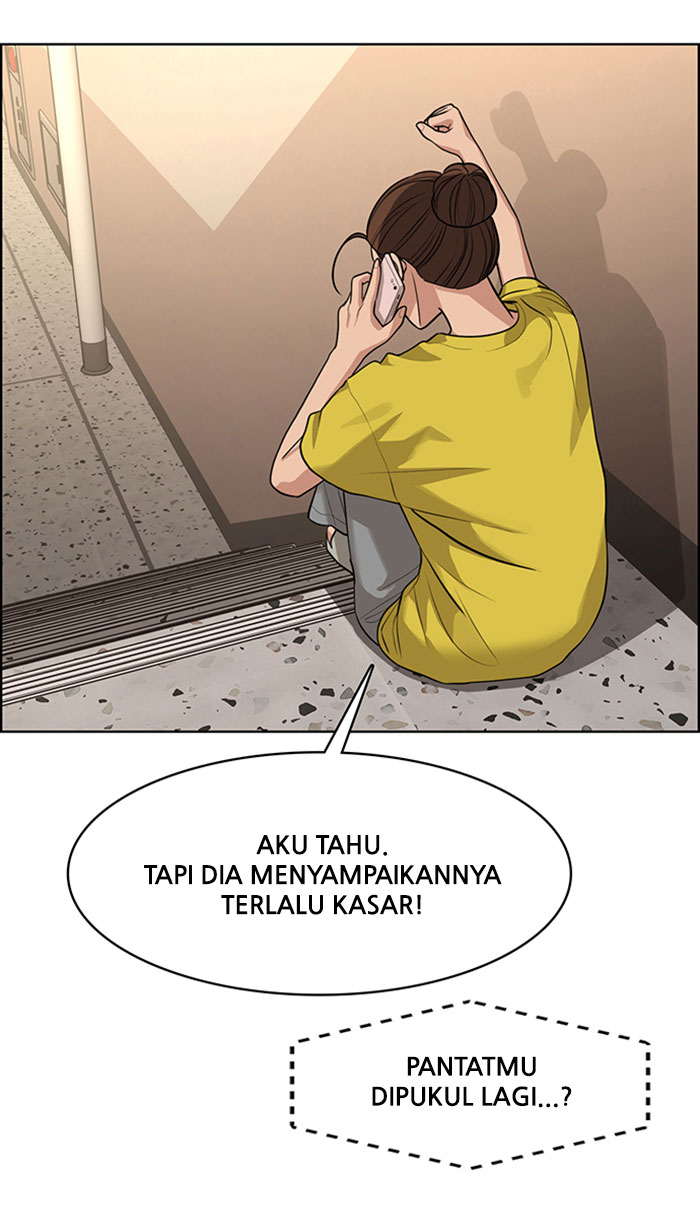 AKU TAHU.
TAPI DIA MENYAMPAIKANNYA
TERLALU KASAR!
PANTATMU
DIPUKUL LAGI...?